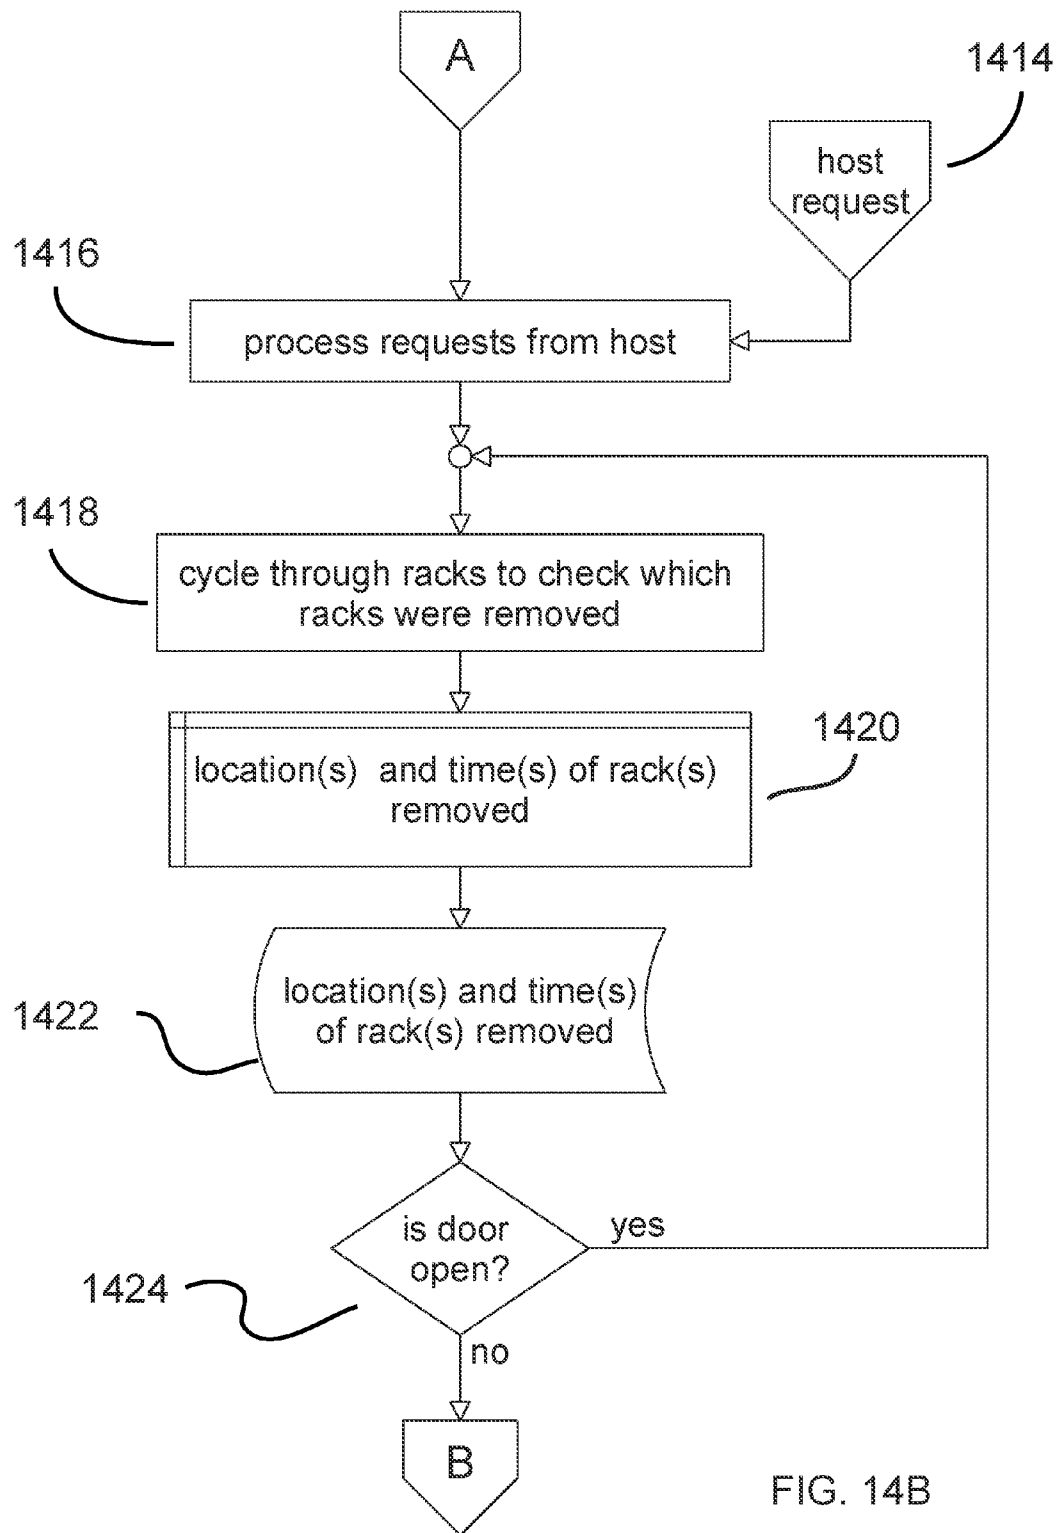 A
1414
host
request
1416
process requests from host
1418
cycle through racks to check which
racks were removed
1420
location(s) and time(s) of rack(s)
removed
1422
location(s) and time(s)
of rack(s) removed
is door
open?
yes
1424
no
B
FIG. 14B